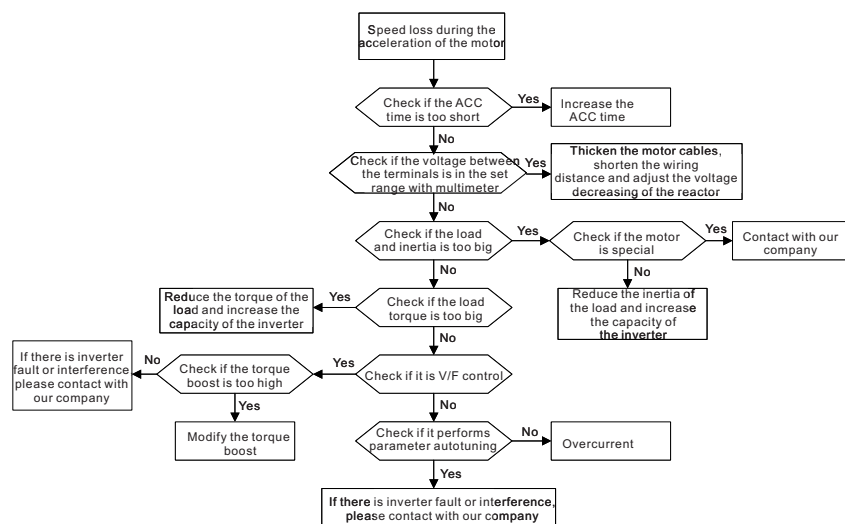 Speed loss during the
acceleration of the motor
Check if the ACC
time is too short
Yes
Increase the
ACC time
No
Check if the voltage between
the terminals is in the set
range with multimeter
Yes
Thicken the motor cables,
shorten the wiring
distance and adjust the voltage
decreasing of the reactor
No
Check if the load
and inertia is too big
Yes
Check if the motor
is special
Yes
Contact with our
company
No
No
Reduce the inertia of
the load and increase
the capacity of
the inverter
Reduce the torque of the
load and increase the
capacity of the inverter
Yes
Check if the load
torque is too big
No
If there is inverter
fault or interference
please contact with
our company
No
Check if the torque
boost is too high
Yes
Check if it is V/F control
Yes
No
Modify the torque
boost
Check if it performs
parameter autotuning
No
Overcurrent
Yes
If there is inverter fault or interference,
please contact with our company